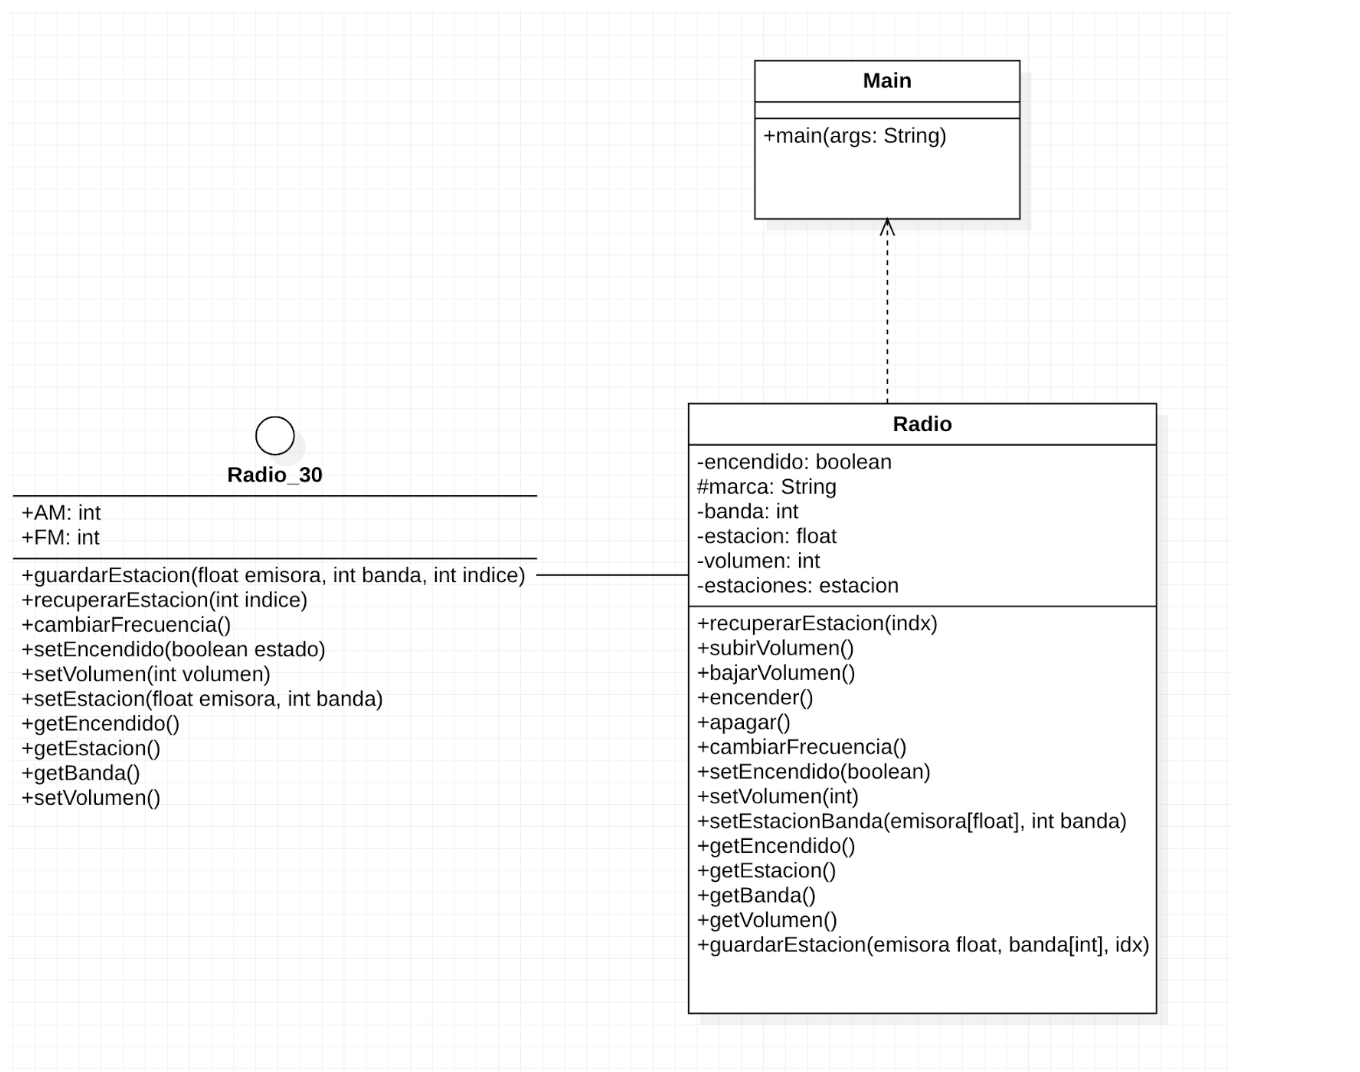 Main
+main(args: String)
Radio_30
+AM: int
+FM: int
+guardarEstacion(float emisora, int banda, int indice)
+recuperarEstacion(int indice)
+cambiarFrecuencia()
+setEncendido(boolean estado)
+setVolumen(int volumen)
+setEstacion(float emisora, int banda)
+getEncendido()
+getEstacion()
+getBanda()
+setVolumen()
Radio
-encendido: boolean
#marca: String
-banda: int
-estacion: float
-volumen: int
-estaciones: estacion
+recuperarEstacion(indx)
+subirVolumen()
+bajarVolumen()
+encender()
+apagar()
+cambiarFrecuencia()
+setEncendido(boolean)
+setVolumen(int)
+setEstacionBanda(emisora[float], int banda)
+getEncendido()
+getEstacion()
+getBanda()
+getVolumen()
+guardarEstacion(emisora float, banda[int], idx)